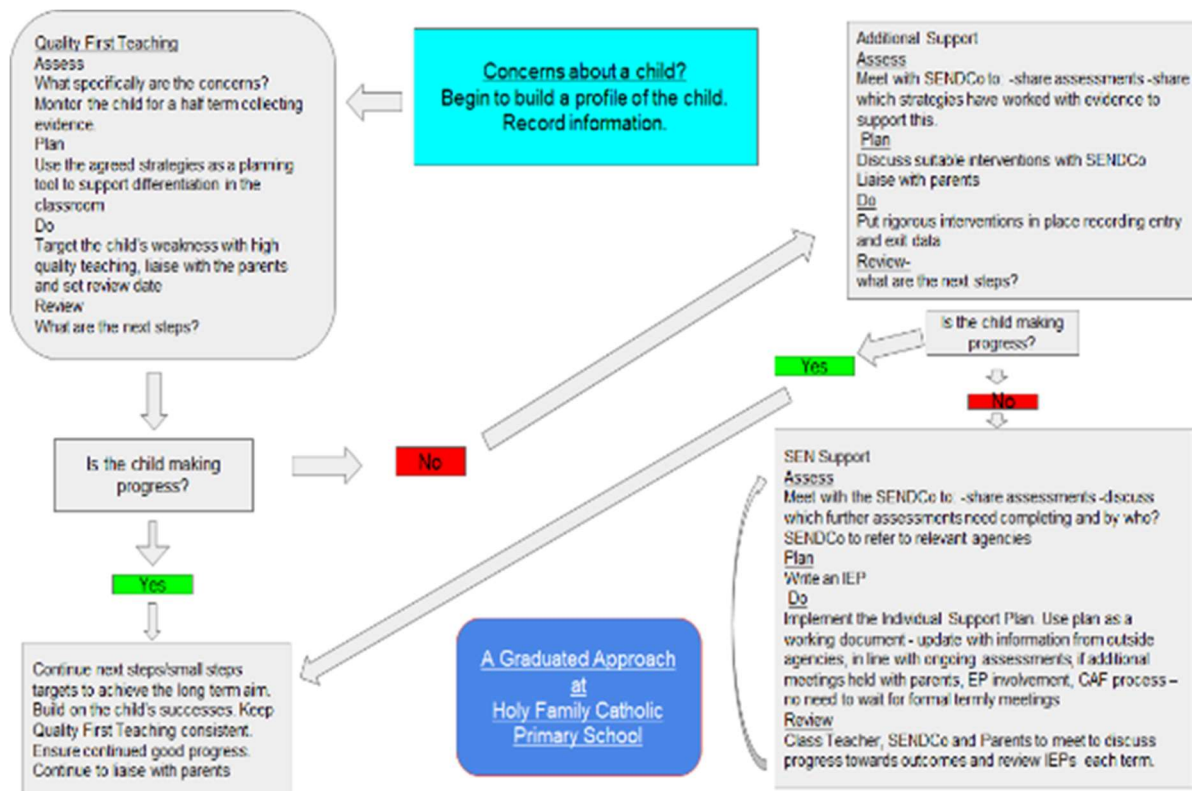 Quality First Teaching
Assess
What specifically are the concerns?
Monitor the child for a half term collecting
evidence.
Plan
Use the agreed strategies as a planning
tool to support differentiation in the
classroom
Do
Target the child's weakness with high
quality teaching, liaise with the parents
and set review date
Review
What are the next steps?
Concerns about a child?
Begin to build a profile of the child.
Record information.
Additional Support
Assess
Meet with SENDCo to: -share assessments -share
which strategies have worked with evidence to
support this.
Plan
Discuss suitable interventions with SENDCo
Liaise with parents
Do
Put rigorous interventions in place recording entry
and exit data
Review-
what are the next steps?
Is the child making
progress?
Yes
No
Is the child making
progress?
No
Yes
Continue next steps/small steps
targets to achieve the long term aim.
Build on the child's successes. Keep
Quality First Teaching consistent.
Ensure continued good progress.
Continue to liaise with parents
A Graduated Approach
at
Holy Family Catholic
Primary School
SEN Support
Assess
Meet with the SENDCo to: -share assessments -discuss
which further assessments need completing and by who?
SENDCo to refer to relevant agencies
Plan
Write an IEP
Do
Implement the Individual Support Plan. Use plan as a
working document - update with information from outside
agencies, in line with ongoing assessments, if additional
meetings held with parents, EP involvement, CAF process –
no need to wait for formal termly meetings
Review
Class Teacher, SENDCo and Parents to meet to discuss
progress towards outcomes and review IEPs each term.